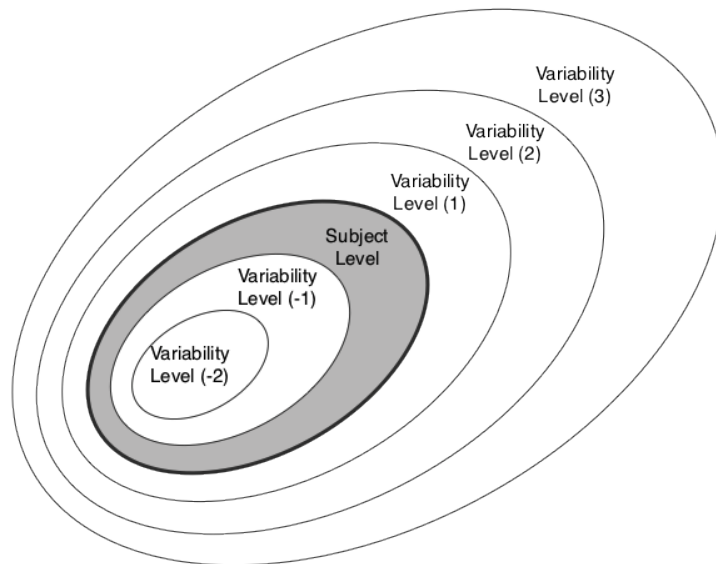 Variability
Level (3)
Variability
Level (2)
Variability
Level (1)
Subject
Level
Variability
Level (-1)
Variability
Level (-2)